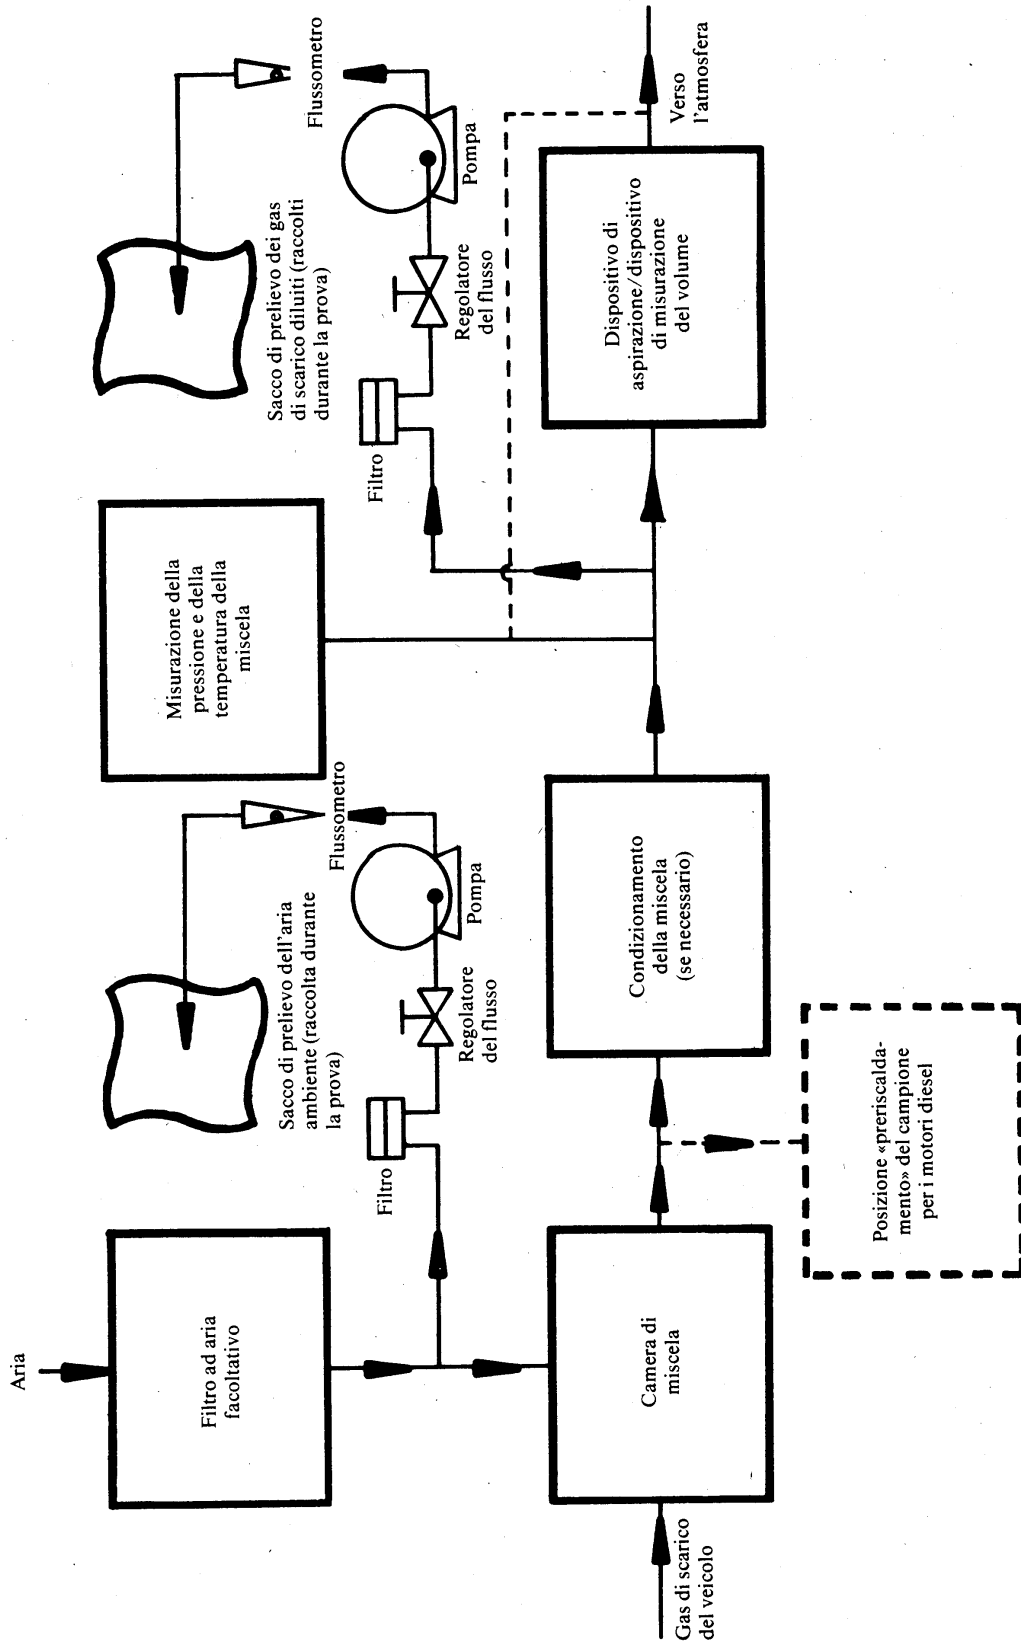 Aria
Filtro ad aria
facoltativo
Sacco di prelievo dell'aria
ambiente (raccolta durante
la prova)
Flussometro
Filtro
Regolatore
del flusso
Pompa
Misurazione della
pressione e della
temperatura della
miscela
Sacco di prelievo dei gas
di scarico diluiti (raccolti
durante la prova)
Flussometro
Filtro
Regolatore
del flusso
Pompa
Gas di scarico
del veicolo
Camera di
miscela
Condizionamento
della miscela
(se necessario)
Dispositivo di
aspirazione/dispositivo
di misurazione
del volume
Verso
l'atmosfera
Posizione «preriscalda-
mento» del campione
per i motori diesel